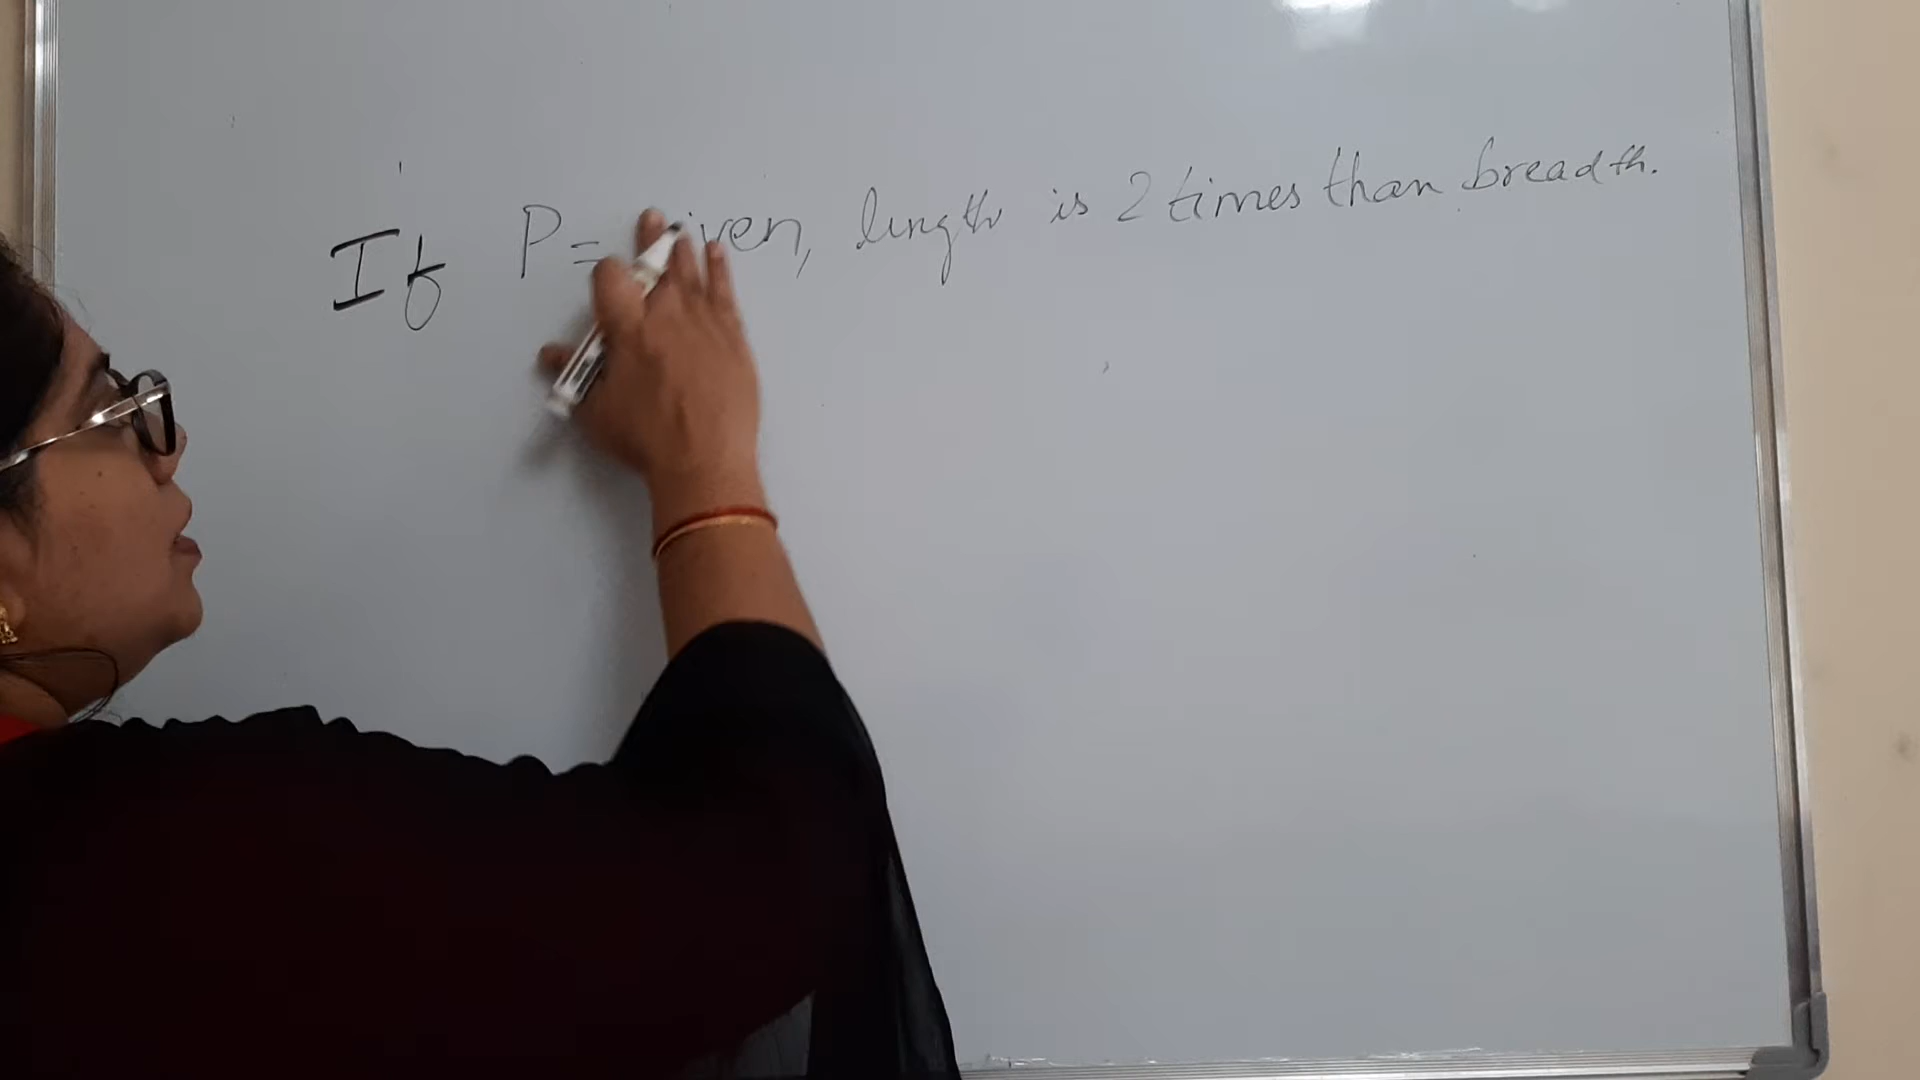 If P = given, length is 2 times than breadth.